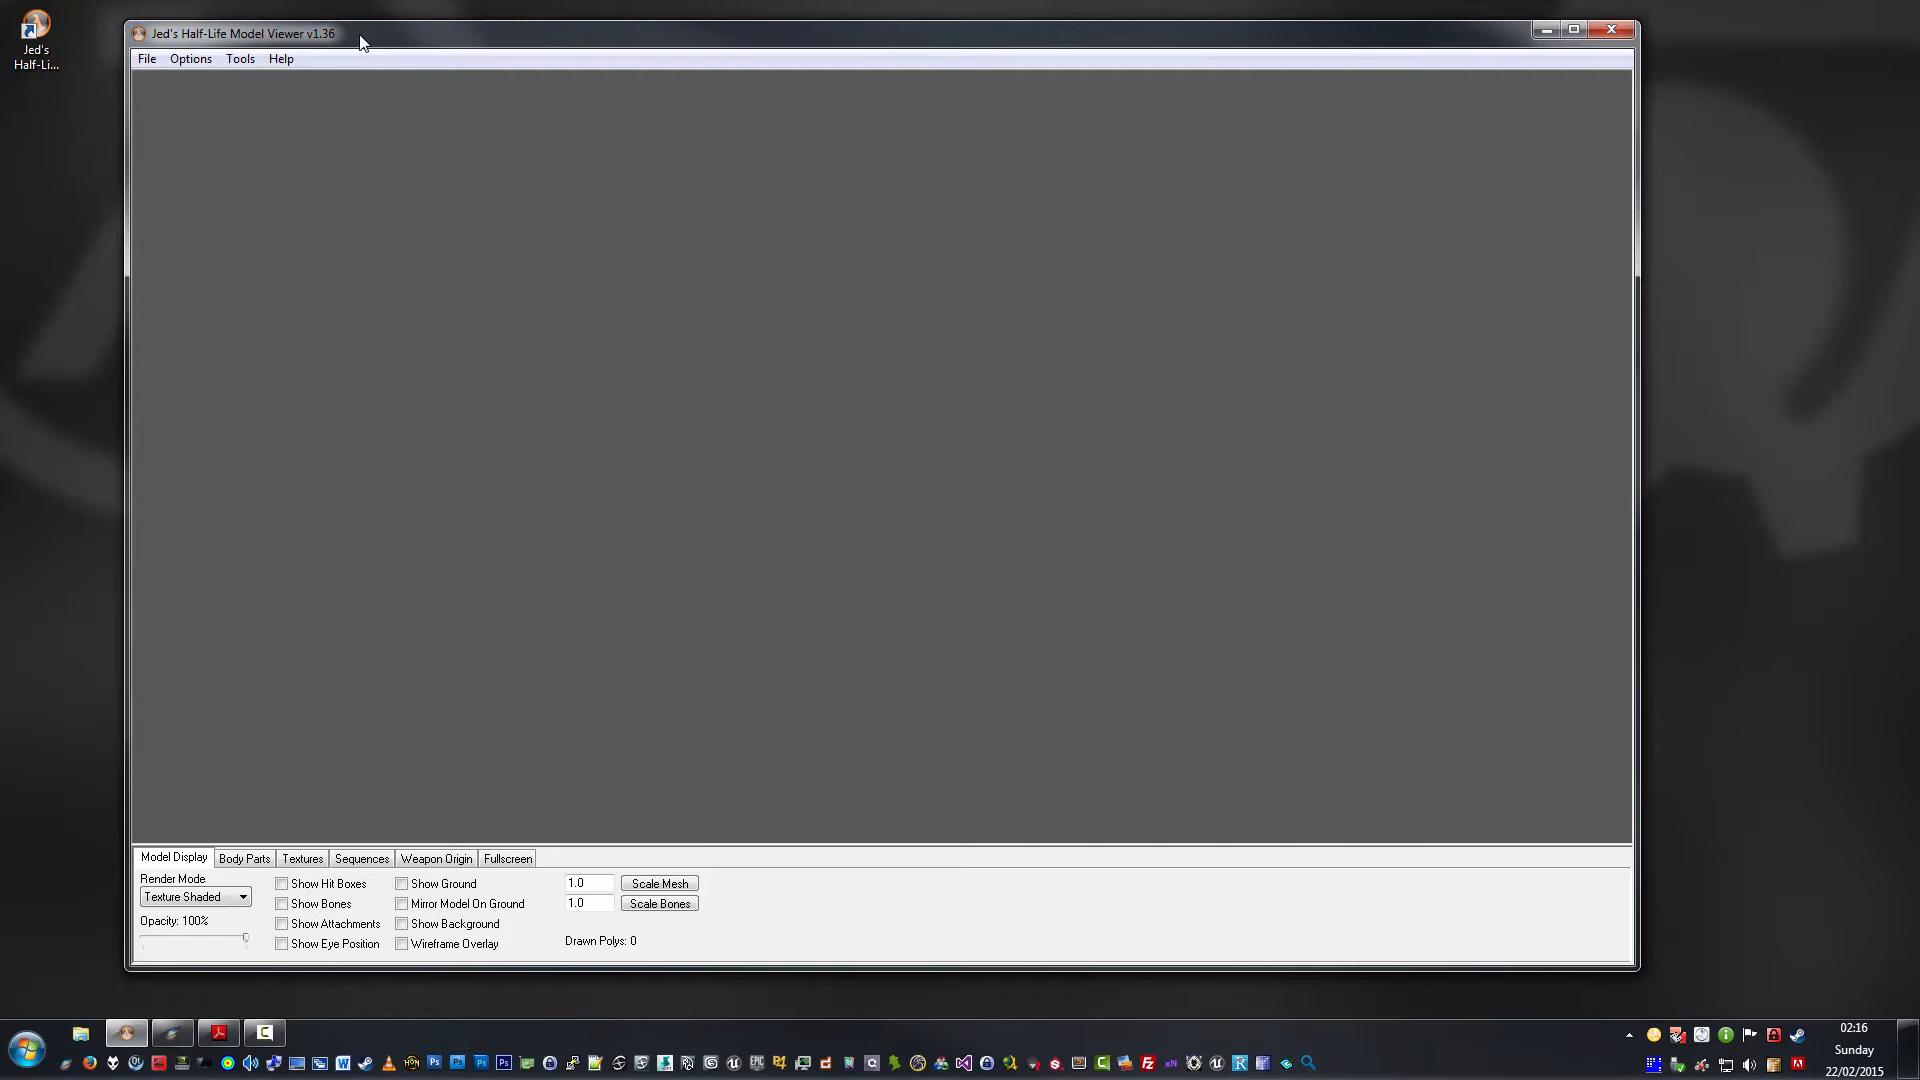 Jed's
Half-Li...
Jed's Half-Life Model Viewer v1.36
File Options Tools Help
Model Display Body Parts Textures Sequences Weapon Origin Fullscreen
Render Mode
Texture Shaded
Opacity: 100%
Show Hit Boxes
Show Bones
Show Attachments
Show Eye Position
Show Ground
Mirror Model On Ground
Show Background
Wireframe Overlay
1.0 Scale Mesh
1.0 Scale Bones
Drawn Polys: 0
02:16
Sunday
22/02/2015